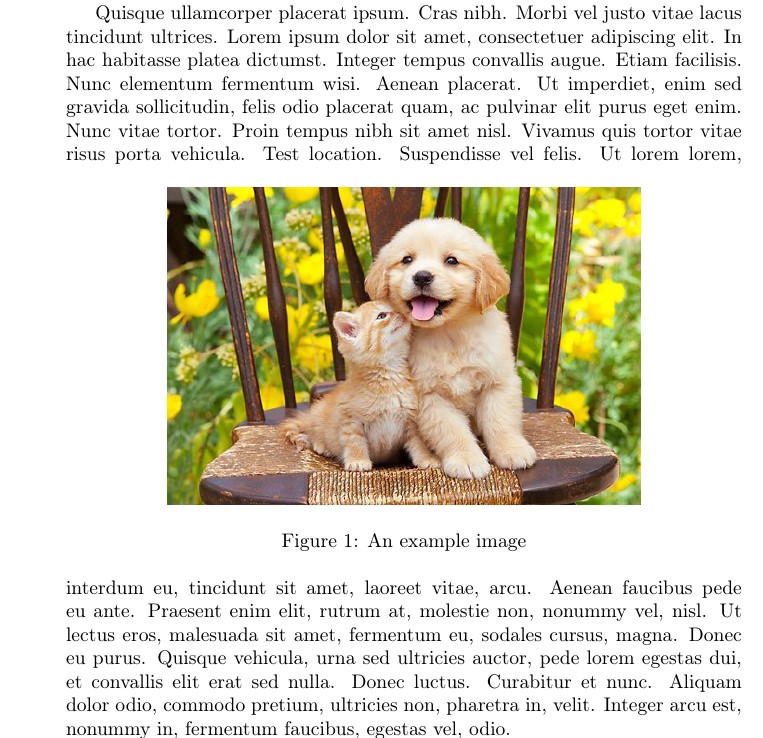 Quisque ullamcorper placerat ipsum. Cras nibh. Morbi vel justo vitae lacus
tincidunt ultrices. Lorem ipsum dolor sit amet, consectetuer adipiscing elit. In
hac habitasse platea dictumst. Integer tempus convallis augue. Etiam facilisis.
Nunc elementum fermentum wisi. Aenean placerat. Ut imperdiet, enim sed
gravida sollicitudin, felis odio placerat quam, ac pulvinar elit purus eget enim.
Nunc vitae tortor. Proin tempus nibh sit amet nisl. Vivamus quis tortor vitae
risus porta vehicula. Test location. Suspendisse vel felis. Ut lorem lorem,
Figure 1: An example image
interdum eu, tincidunt sit amet, laoreet vitae, arcu. Aenean faucibus pede
eu ante. Praesent enim elit, rutrum at, molestie non, nonummy vel, nisl. Ut
lectus eros, malesuada sit amet, fermentum eu, sodales cursus, magna. Donec
eu purus. Quisque vehicula, urna sed ultricies auctor, pede lorem egestas dui,
et convallis elit erat sed nulla. Donec luctus. Curabitur et nunc. Aliquam
dolor odio, commodo pretium, ultricies non, pharetra in, velit. Integer arcu est,
nonummy in, fermentum faucibus, egestas vel, odio.